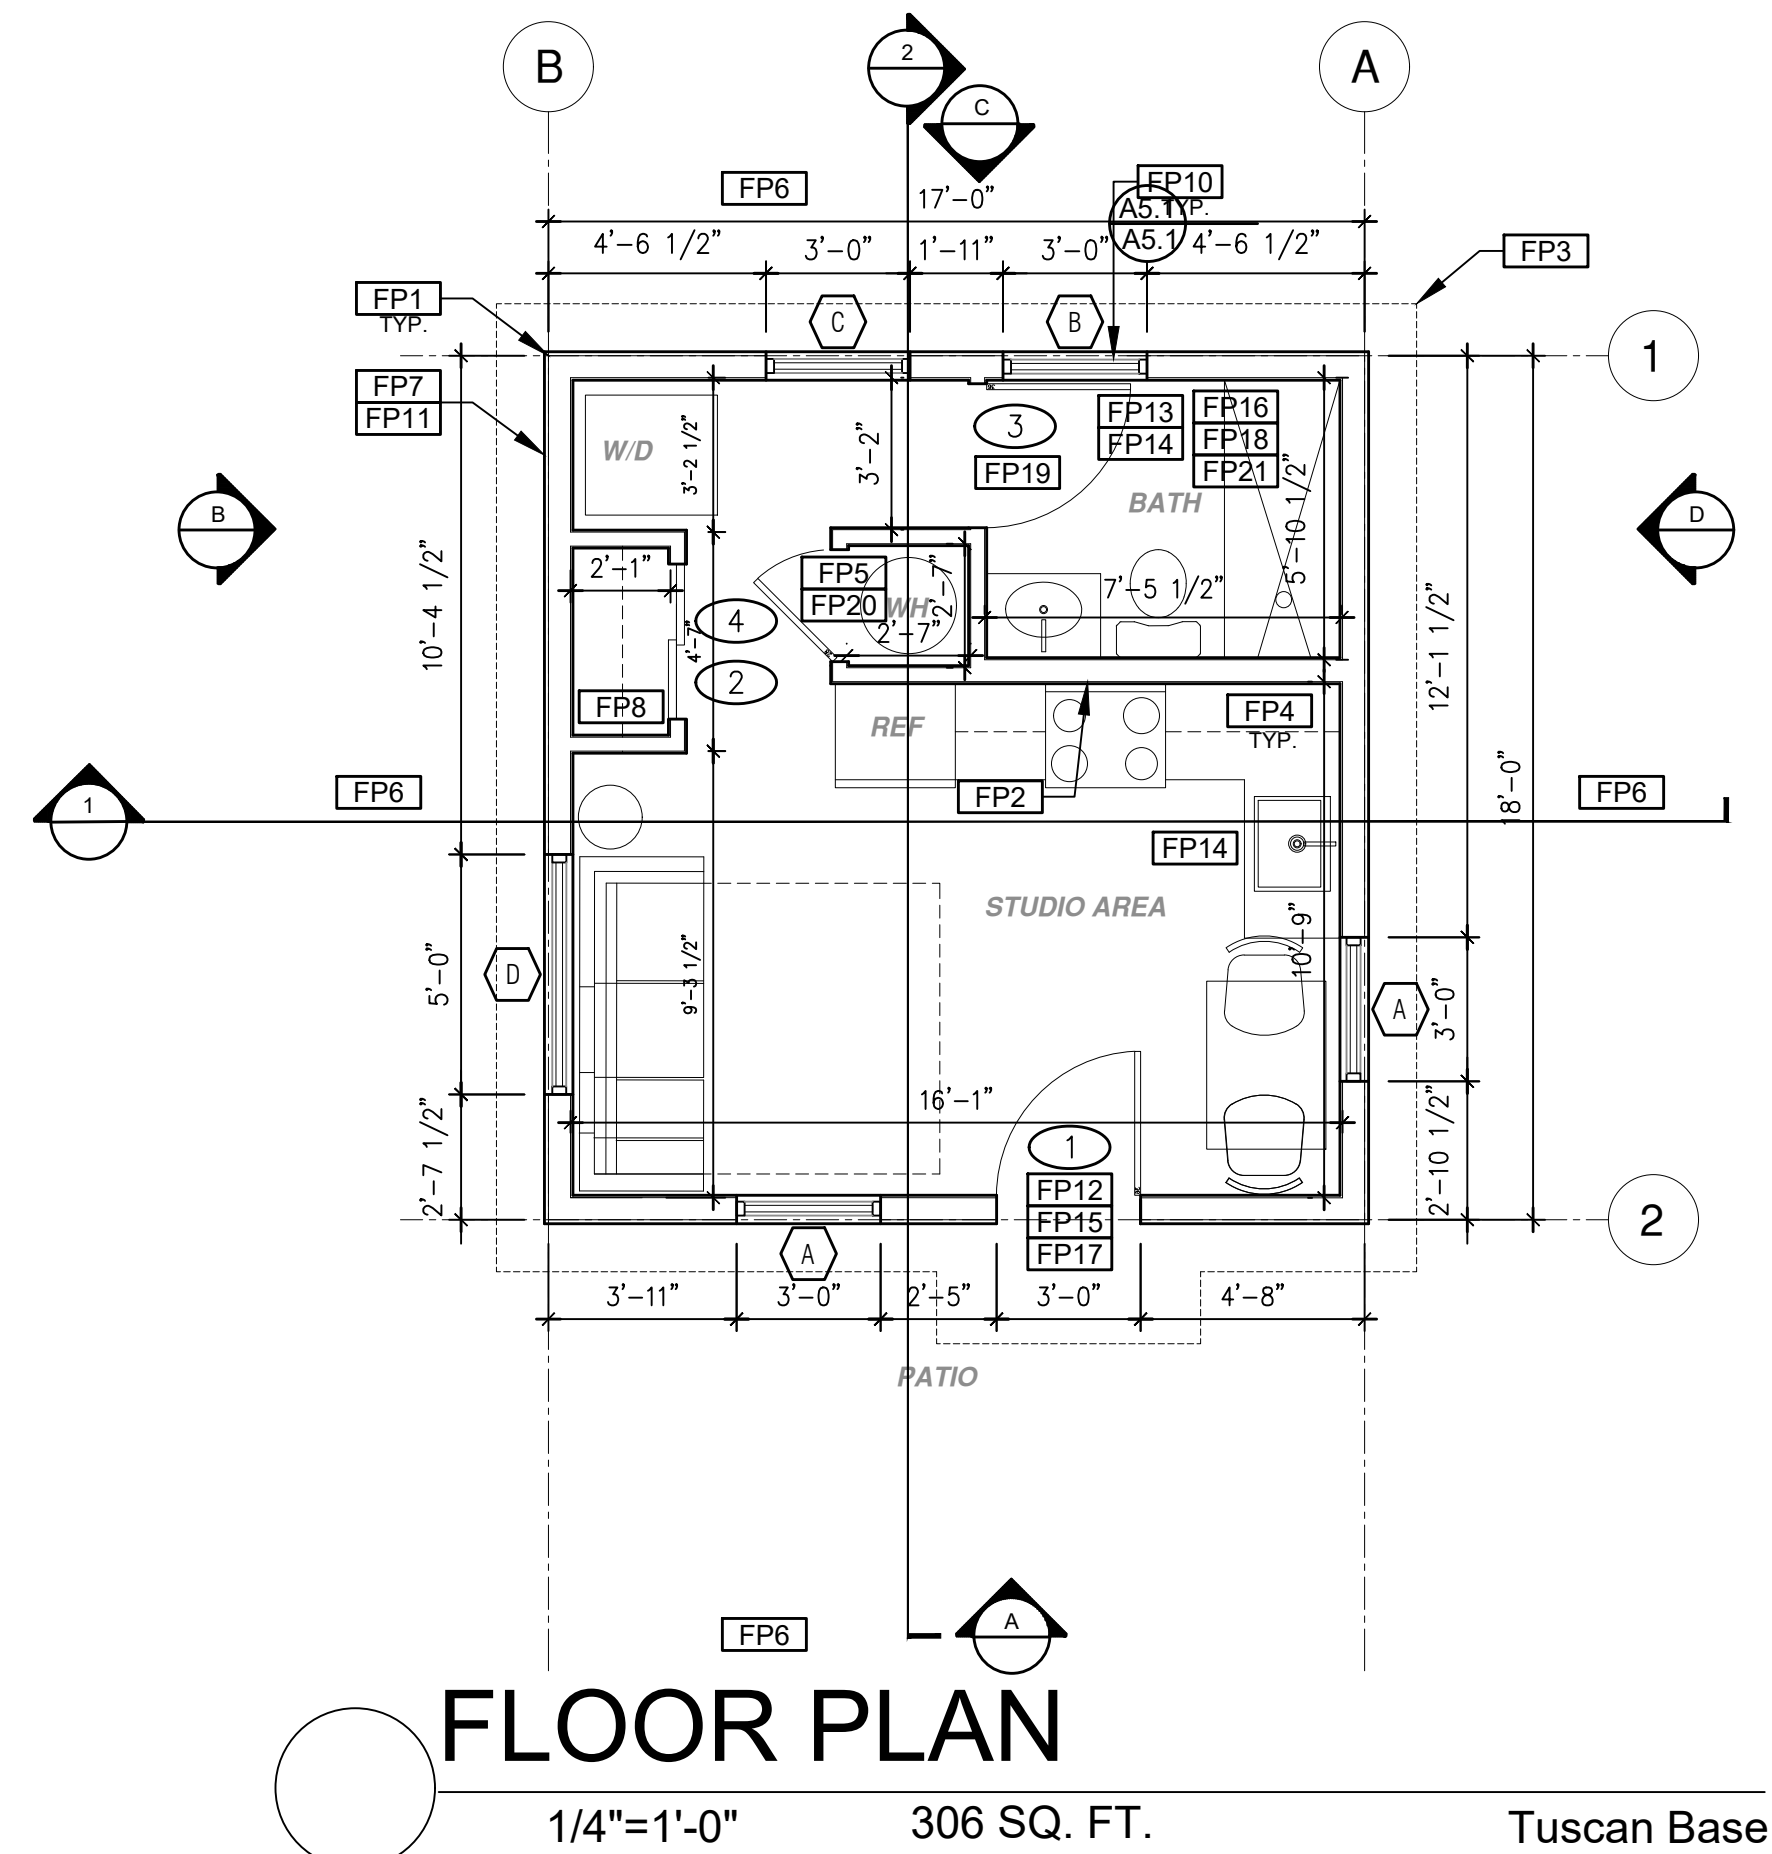 B
2
A
C
FP6
FP10
TYP.
17'-0"
A5.1
A5.1
4'-6 1/2"
3'-0"
1'-11"
3'-0"
4'-6 1/2"
FP3
FP1
TYP.
C
B
1
FP7
FP11
W/D
3'-2 1/2"
3'-2"
3
FP19
FP13
FP14
FP16
FP18
FP21
BATH
5'-10 1/2"
B
D
10'-4 1/2"
2'-1"
FP5
FP20
WH
2'-7"
2'-7"
7'-5 1/2"
12'-1 1/2"
4
4'-7"
2
FP8
REF
FP4
TYP.
1
FP6
FP2
18'-0"
FP6
FP14
STUDIO AREA
10'-9"
5'-0"
D
9'-3 1/2"
A
3'-0"
16'-1"
2'-7 1/2"
1
2'-10 1/2"
FP12
FP15
FP17
2
A
3'-11"
3'-0"
2'-5"
3'-0"
4'-8"
PATIO
FP6
A
FLOOR PLAN
1/4"=1'-0"
306 SQ. FT.
Tuscan Base